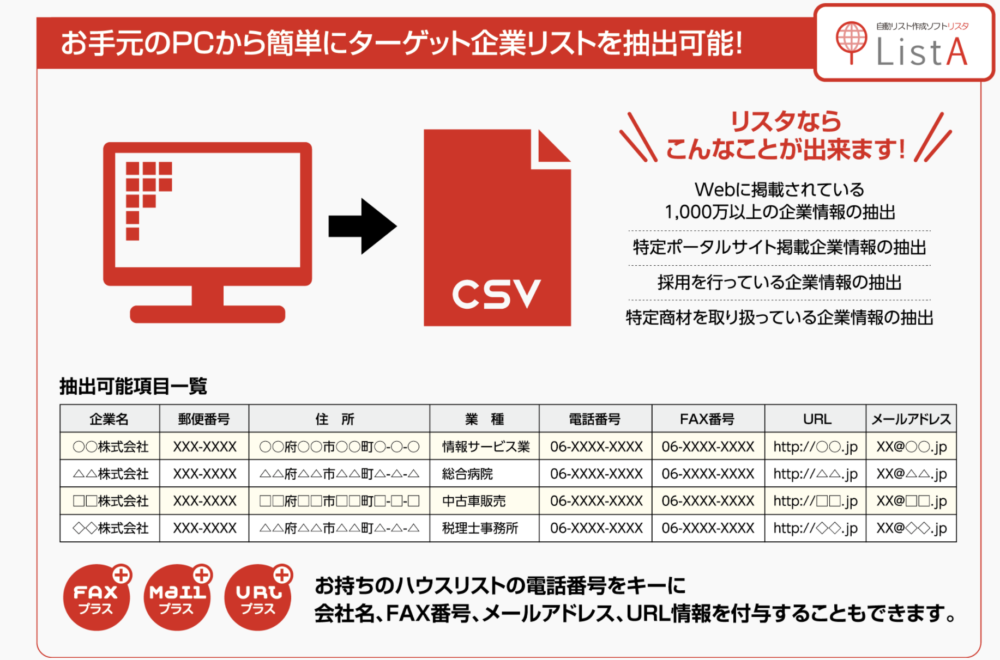 お手元のPCから簡単にターゲット企業リストを抽出可能!
自動リスト作成ソフトリスタ
ListA
リスタなら
こんなことが出来ます!
Webに掲載されている
1,000万以上の企業情報の抽出
特定ポータルサイト掲載企業情報の抽出
採用を行っている企業情報の抽出
特定商材を取り扱っている企業情報の抽出
CSV
抽出可能項目一覧
企業名 郵便番号 住　所 業　種 電話番号 FAX番号 URL メールアドレス
○○株式会社 XXX-XXXX ○○府○○市○○町○-○-○ 情報サービス業 06-XXXX-XXXX 06-XXXX-XXXX http://○○.jp XX@○○.jp
△△株式会社 XXX-XXXX △△府△△市△△町△-△-△ 総合病院 06-XXXX-XXXX 06-XXXX-XXXX http://△△.jp XX@△△.jp
□□株式会社 XXX-XXXX □□府□□市□□町□-□-□ 中古車販売 06-XXXX-XXXX 06-XXXX-XXXX http://□□.jp XX@□□.jp
◇◇株式会社 XXX-XXXX △△府△△市△△町△-△-△ 税理士事務所 06-XXXX-XXXX 06-XXXX-XXXX http://◇◇.jp XX@◇◇.jp
FAX
プラス
MaIl
プラス
URL
プラス
お持ちのハウスリストの電話番号をキーに
会社名、FAX番号、メールアドレス、URL情報を付与することもできます。